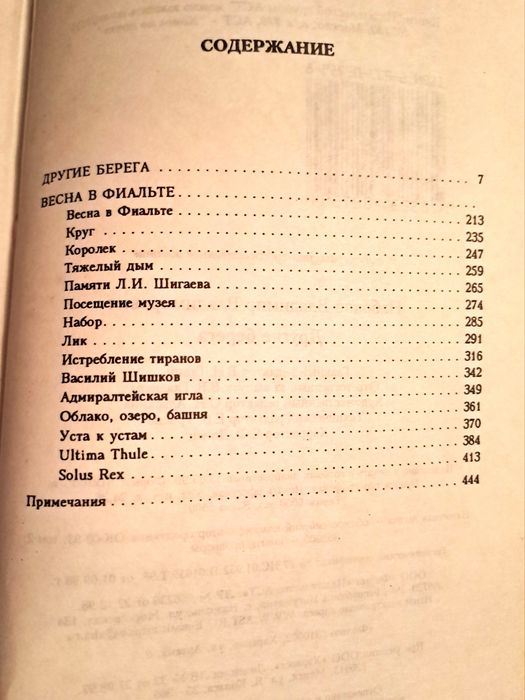 СОДЕРЖАНИЕ
ДРУГИЕ БЕРЕГА 7
ВЕСНА В ФИАЛЬТЕ
Весна в Фиальте 213
Круг 235
Королек 247
Тяжелый дым 259
Памяти Л.И. Шигаева 265
Посещение музея 274
Набор 285
Лик 291
Истребление тиранов 316
Василий Шишков 342
Адмиралтейская игла 349
Облако, озеро, башня 361
Уста к устам 370
Ultima Thule 384
Solus Rex 413
Примечания 444